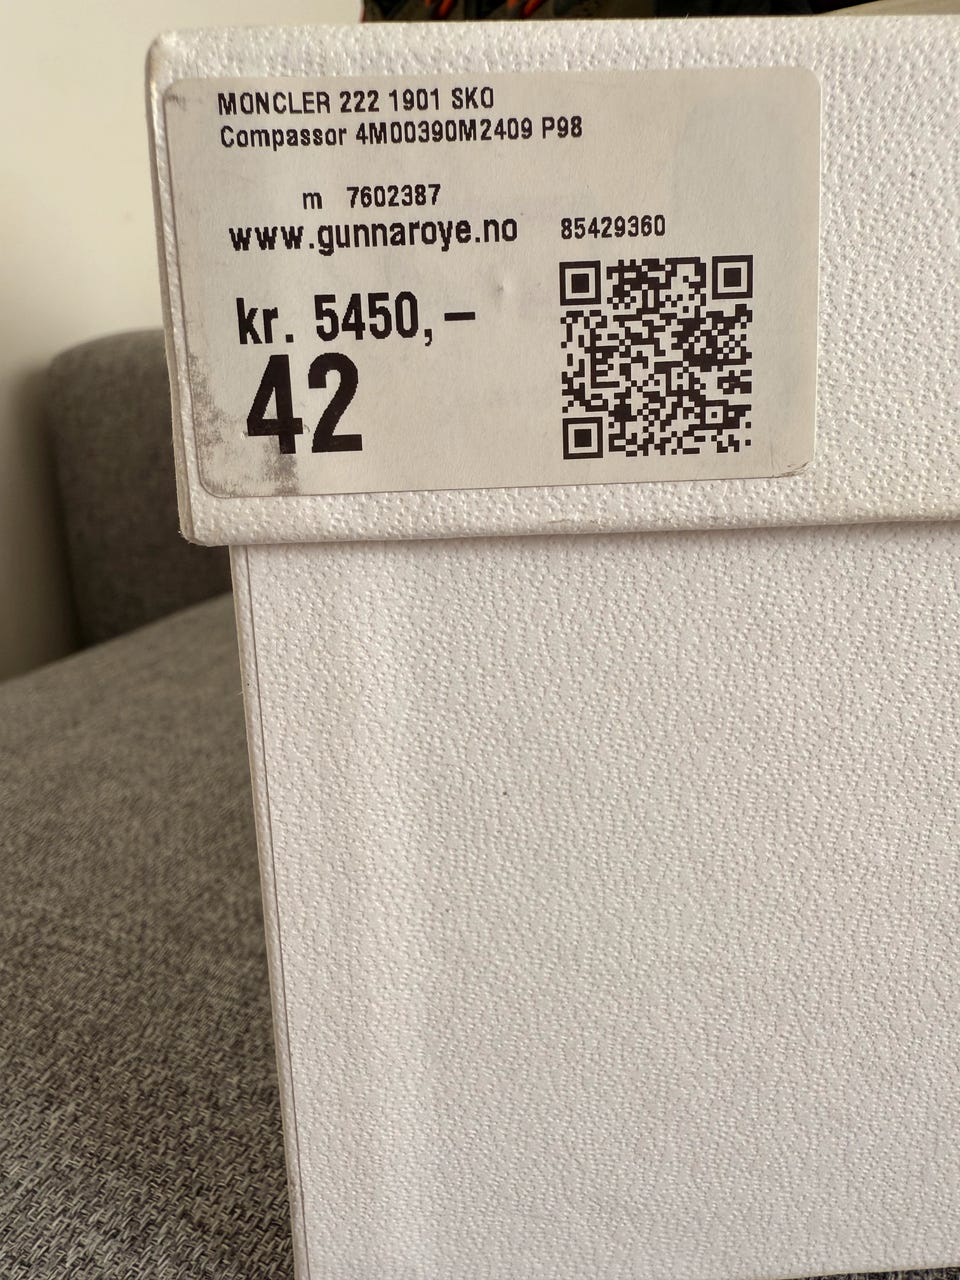 MONCLER 222 1901 SKO
Compassor 4M00390M2409 P98
m 7602387
www.gunnaroye.no 85429360
kr. 5450,–
42